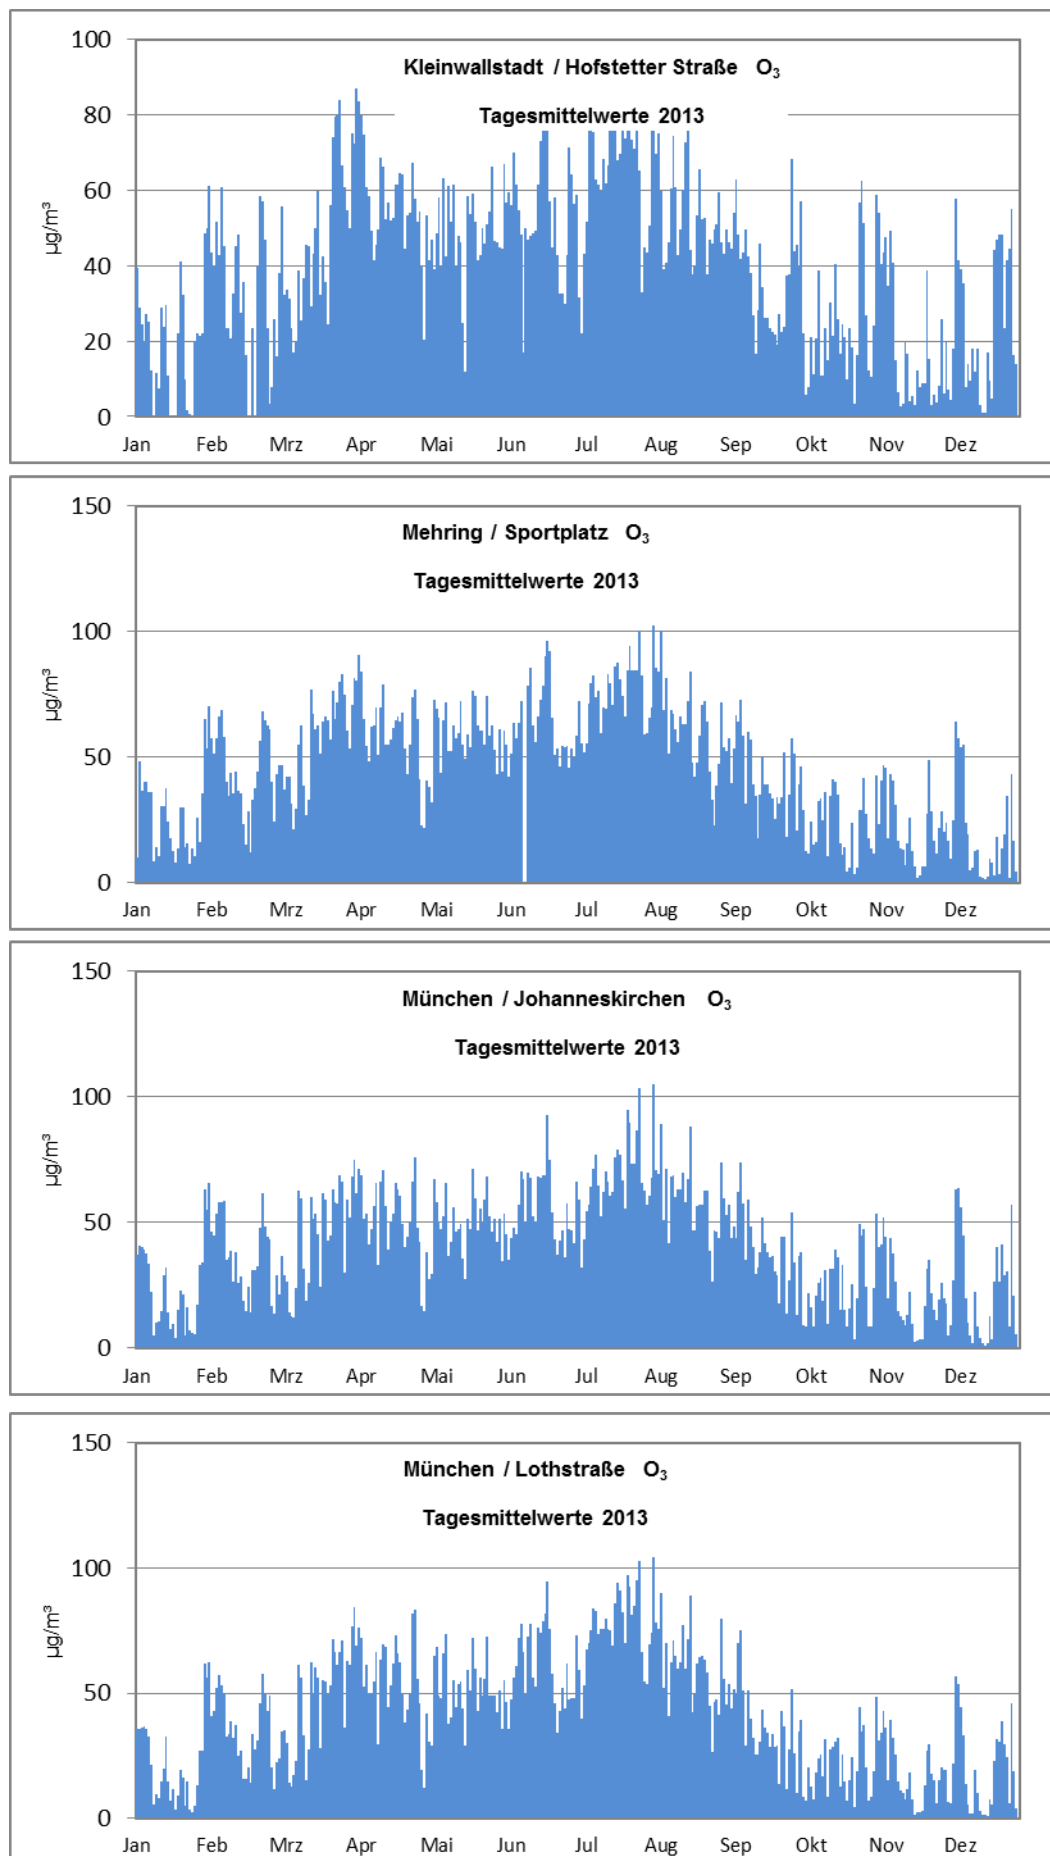 Kleinwallstadt / Hofstetter Straße O₃
Tagesmittelwerte 2013
µg/m³
100
80
60
40
20
0
Jan Feb Mrz Apr Mai Jun Jul Aug Sep Okt Nov Dez
Mehring / Sportplatz O₃
Tagesmittelwerte 2013
µg/m³
150
100
50
0
Jan Feb Mrz Apr Mai Jun Jul Aug Sep Okt Nov Dez
München / Johanneskirchen O₃
Tagesmittelwerte 2013
µg/m³
150
100
50
0
Jan Feb Mrz Apr Mai Jun Jul Aug Sep Okt Nov Dez
München / Lothstraße O₃
Tagesmittelwerte 2013
µg/m³
150
100
50
0
Jan Feb Mrz Apr Mai Jun Jul Aug Sep Okt Nov Dez